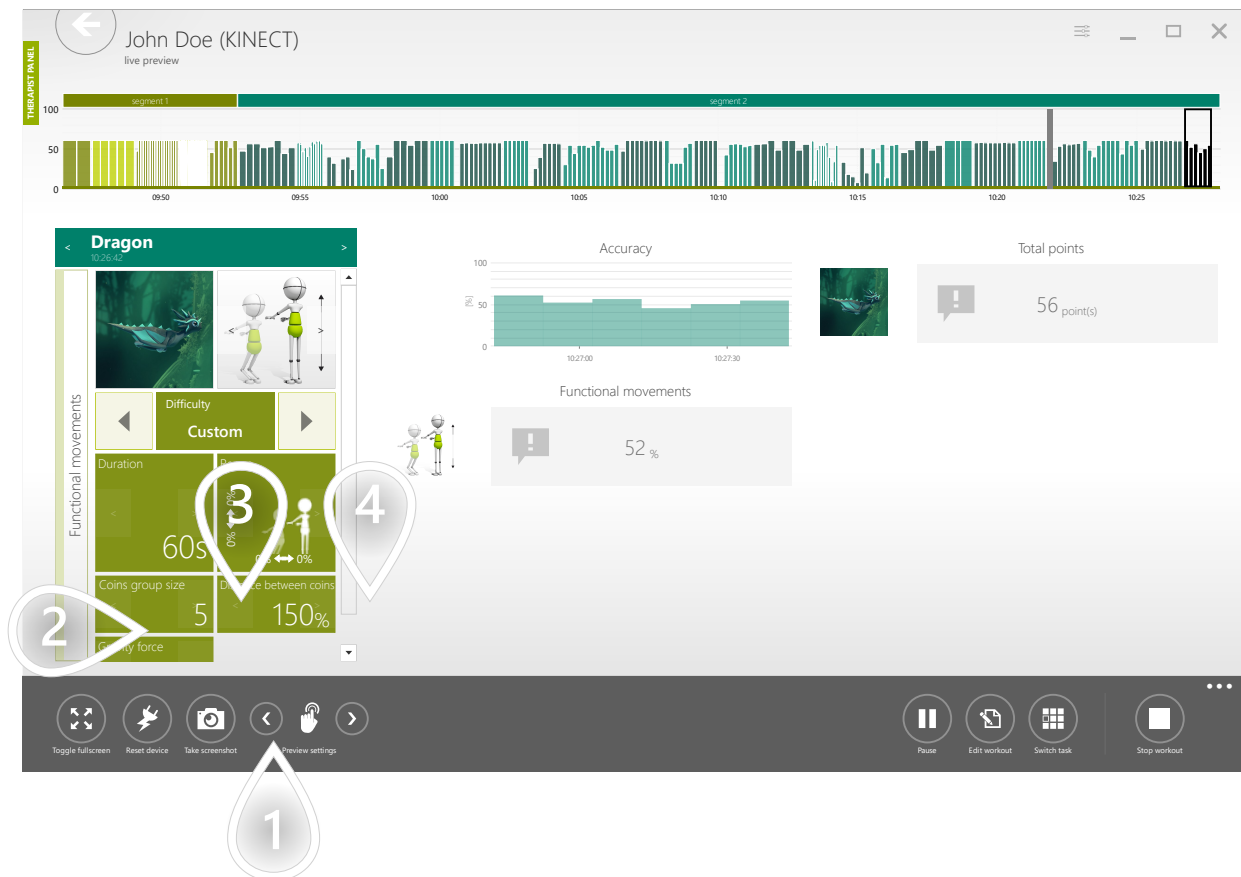 John Doe (KINECT)
live preview
THERAPIST PANEL
segment 1
segment 2
100
50
0
09:50
09:55
10:00
10:05
10:10
10:15
10:20
10:25
< Dragon >
10:26:42
Functional movements
< >
Difficulty
Custom
Duration
<
60s
0% 0%
>
0% 0%
Coins group size
5
Distance between coins
< >
150%
Gravity force
Accuracy
100
[%]
50
0
10:27:00
10:27:30
Total points
56 point(s)
Functional movements
52 %
1
2
3
4
Toggle fullscreen
Reset device
Take screenshot
Preview settings
Pause
Edit workout
Switch task
Stop workout